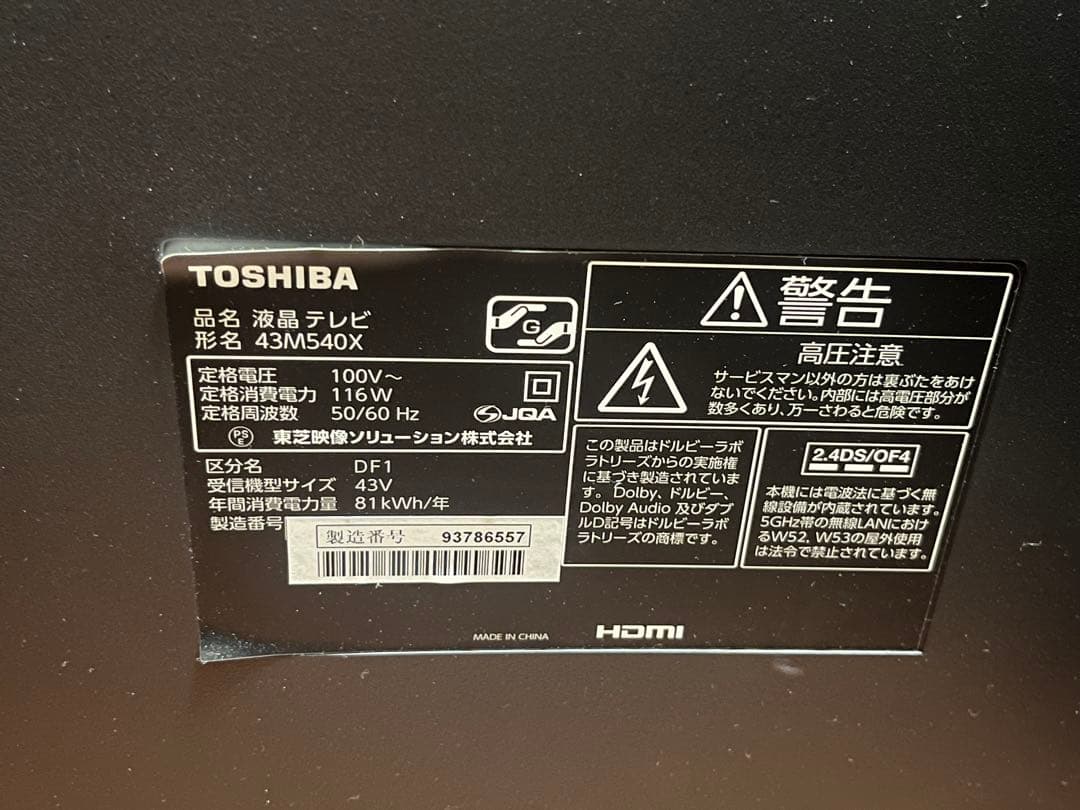 TOSHIBA
品名 液晶テレビ
形名 43M540X
G
定格電圧 100V～
定格消費電力 116W
定格周波数 50/60 Hz
JQA
PS
E
東芝映像ソリューション株式会社
区分名 DF1
受信機型サイズ 43V
年間消費電力量 81kWh/年
製造番号
製造番号 93786557
警告
高圧注意
サービスマン以外の方は裏ぶたをあけ
ないでください。内部には高電圧部分が
数多くあり、万一さわると危険です。
この製品はドルビーラボ
ラトリーズからの実施権
に基づき製造されていま
す。Dolby、ドルビー、
Dolby Audio 及びダブ
ルD記号はドルビーラボ
ラトリーズの商標です。
2.4DS/OF4
本機には電波法に基づく無
線設備が内蔵されています。
5GHz帯の無線LANにおけ
るW52、W53の屋外使用
は法令で禁止されています。
MADE IN CHINA
HDMI